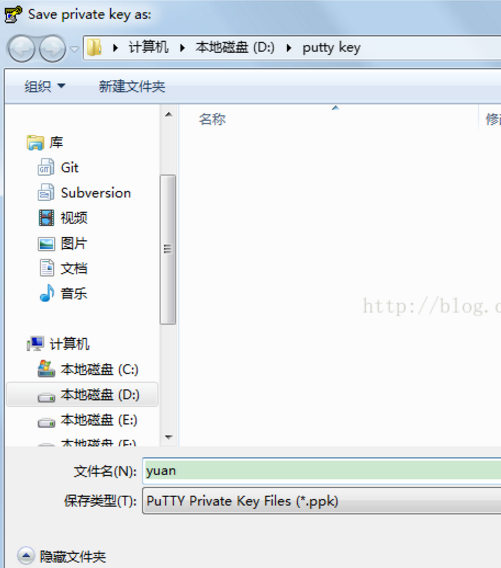 Save private key as:
计算机 本地磁盘 (D:) putty key
组织 新建文件夹
名称
库
Git
Subversion
视频
图片
文档
音乐
计算机
本地磁盘 (C:)
本地磁盘 (D:)
本地磁盘 (E:)
本地磁盘 (F:)
http://blog.
文件名(N): yuan
保存类型(T): PuTTY Private Key Files (*.ppk)
隐藏文件夹